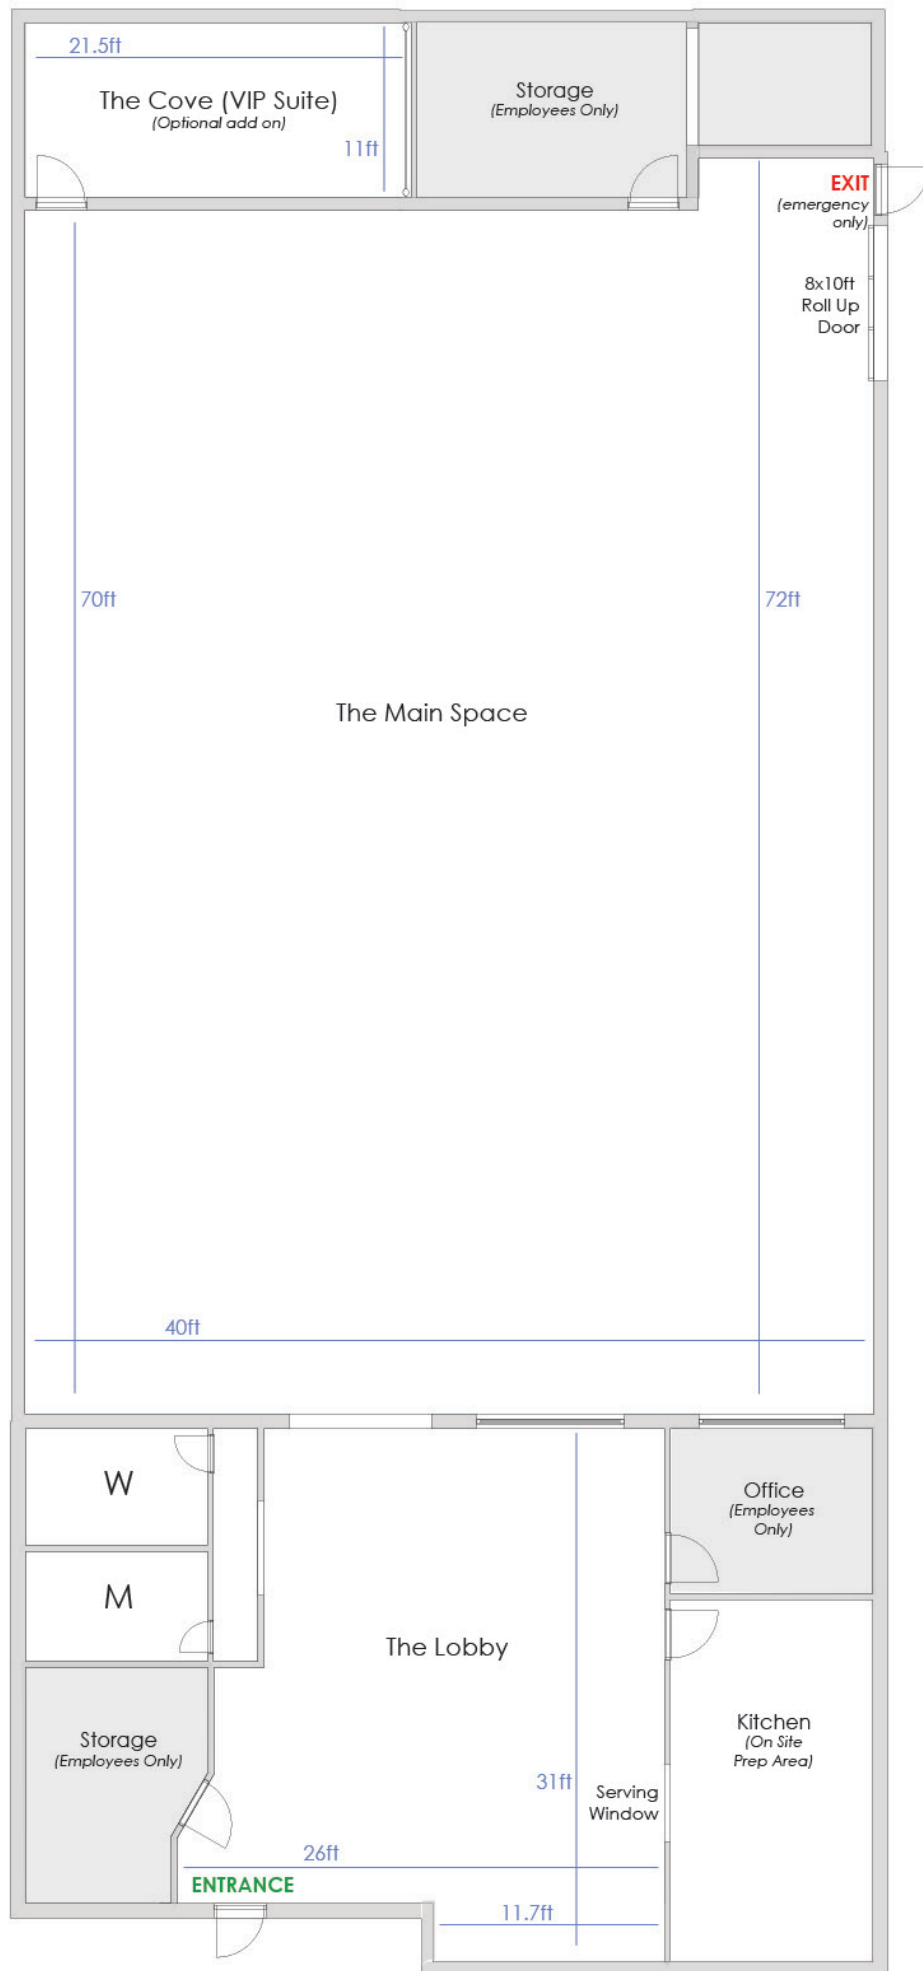 21.5ft
The Cove (VIP Suite)
(Optional add on)
11ft
Storage
(Employees Only)
EXIT
(emergency
only)
8x10ft
Roll Up
Door
70ft
72ft
The Main Space
40ft
W
M
Office
(Employees
Only)
The Lobby
Storage
(Employees Only)
Kitchen
(On Site
Prep Area)
31ft
Serving
Window
26ft
ENTRANCE
11.7ft